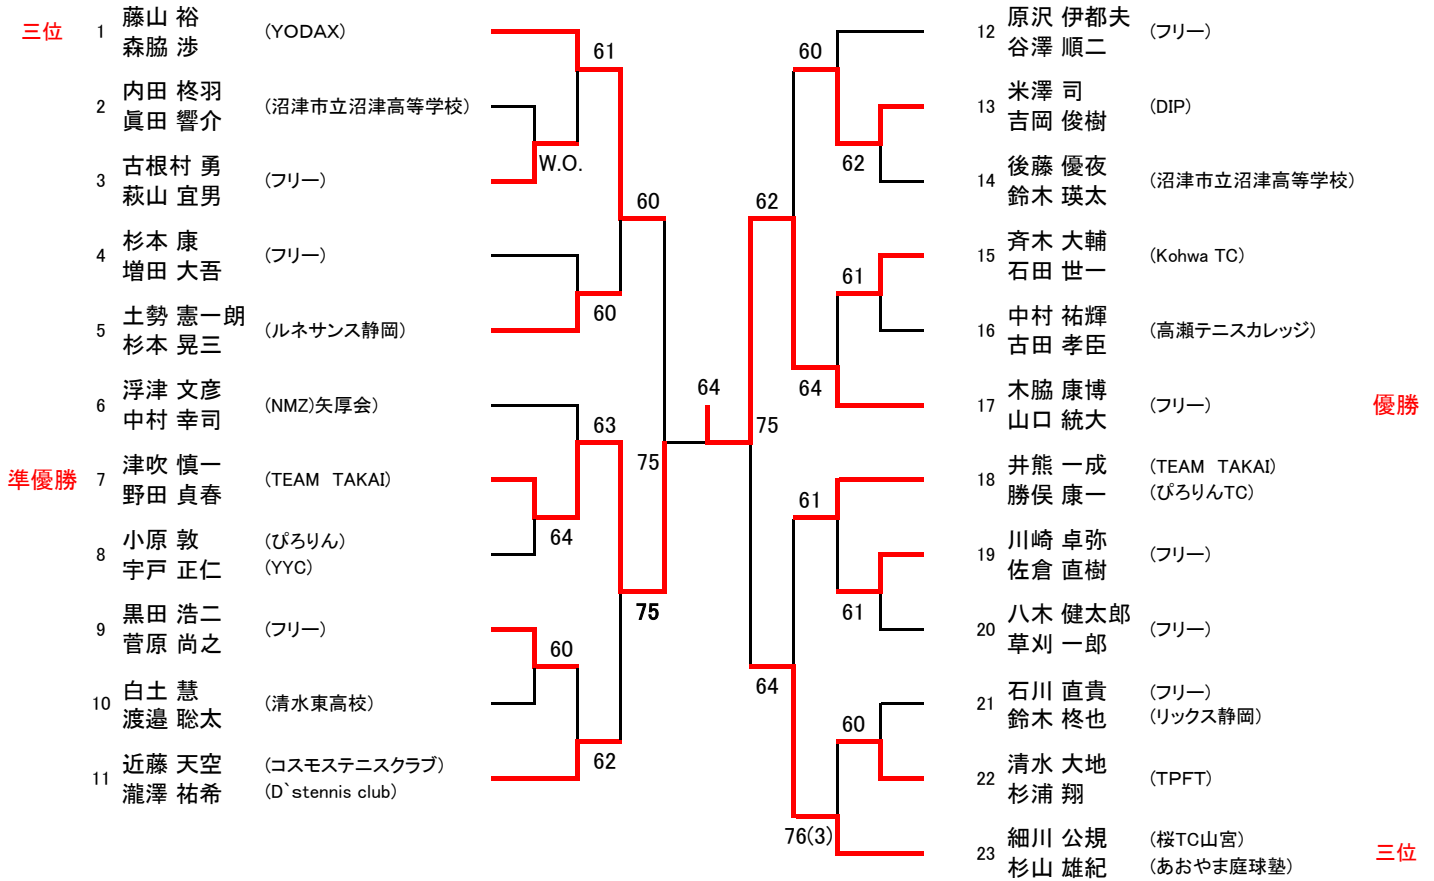 三位 1 藤山 裕 (YODAX)
森脇 渉
2 内田 柊羽 (沼津市立沼津高等学校)
眞田 響介
3 古根村 勇 (フリー)
萩山 宜男
4 杉本 康 (フリー)
増田 大吾
5 土勢 憲一朗 (ルネサンス静岡)
杉本 晃三
6 浮津 文彦 (NMZ)矢厚会)
中村 幸司
準優勝 7 津吹 慎一 (TEAM TAKAI)
野田 貞春
8 小原 敦 (ぴろりん)
宇戸 正仁 (YYC)
9 黒田 浩二 (フリー)
菅原 尚之
10 白土 慧 (清水東高校)
渡邉 聡太
11 近藤 天空 (コスモステニスクラブ)
瀧澤 祐希 (D`stennis club)
61
W.O.
60
60
63
75
64
75
60
62
64
60
62
62
61
64
75
61
61
64
60
76(3)
12 原沢 伊都夫 (フリー)
谷澤 順二
13 米澤 司 (DIP)
吉岡 俊樹
14 後藤 優夜 (沼津市立沼津高等学校)
鈴木 瑛太
15 斉木 大輔 (Kohwa TC)
石田 世一
16 中村 祐輝 (高瀬テニスカレッジ)
古田 孝臣
17 木脇 康博 (フリー) 優勝
山口 統大
18 井熊 一成 (TEAM TAKAI)
勝俣 康一 (ぴろりんTC)
19 川崎 卓弥 (フリー)
佐倉 直樹
20 八木 健太郎 (フリー)
草刈 一郎
21 石川 直貴 (フリー)
鈴木 柊也 (リックス静岡)
22 清水 大地 (TPFT)
杉浦 翔
23 細川 公規 (桜TC山宮) 三位
杉山 雄紀 (あおやま庭球塾)